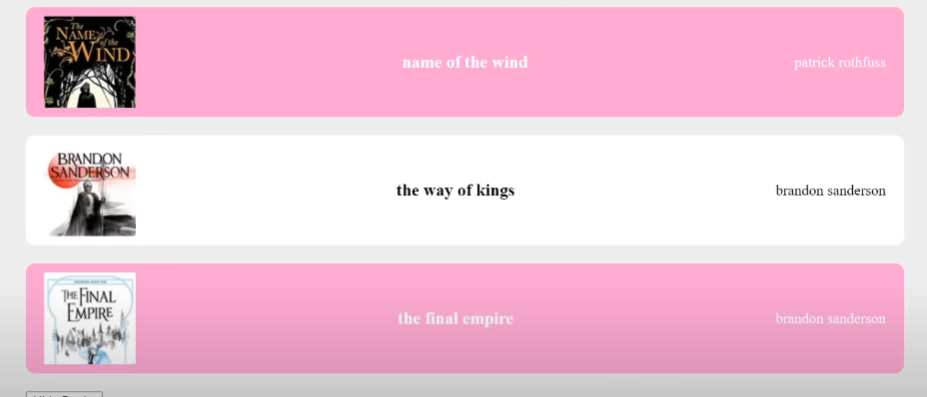 The
NAME
of the
WIND
name of the wind
patrick rothfuss
BRANDON
SANDERSON
the way of kings
brandon sanderson
THE FINAL
EMPIRE
the final empire
brandon sanderson